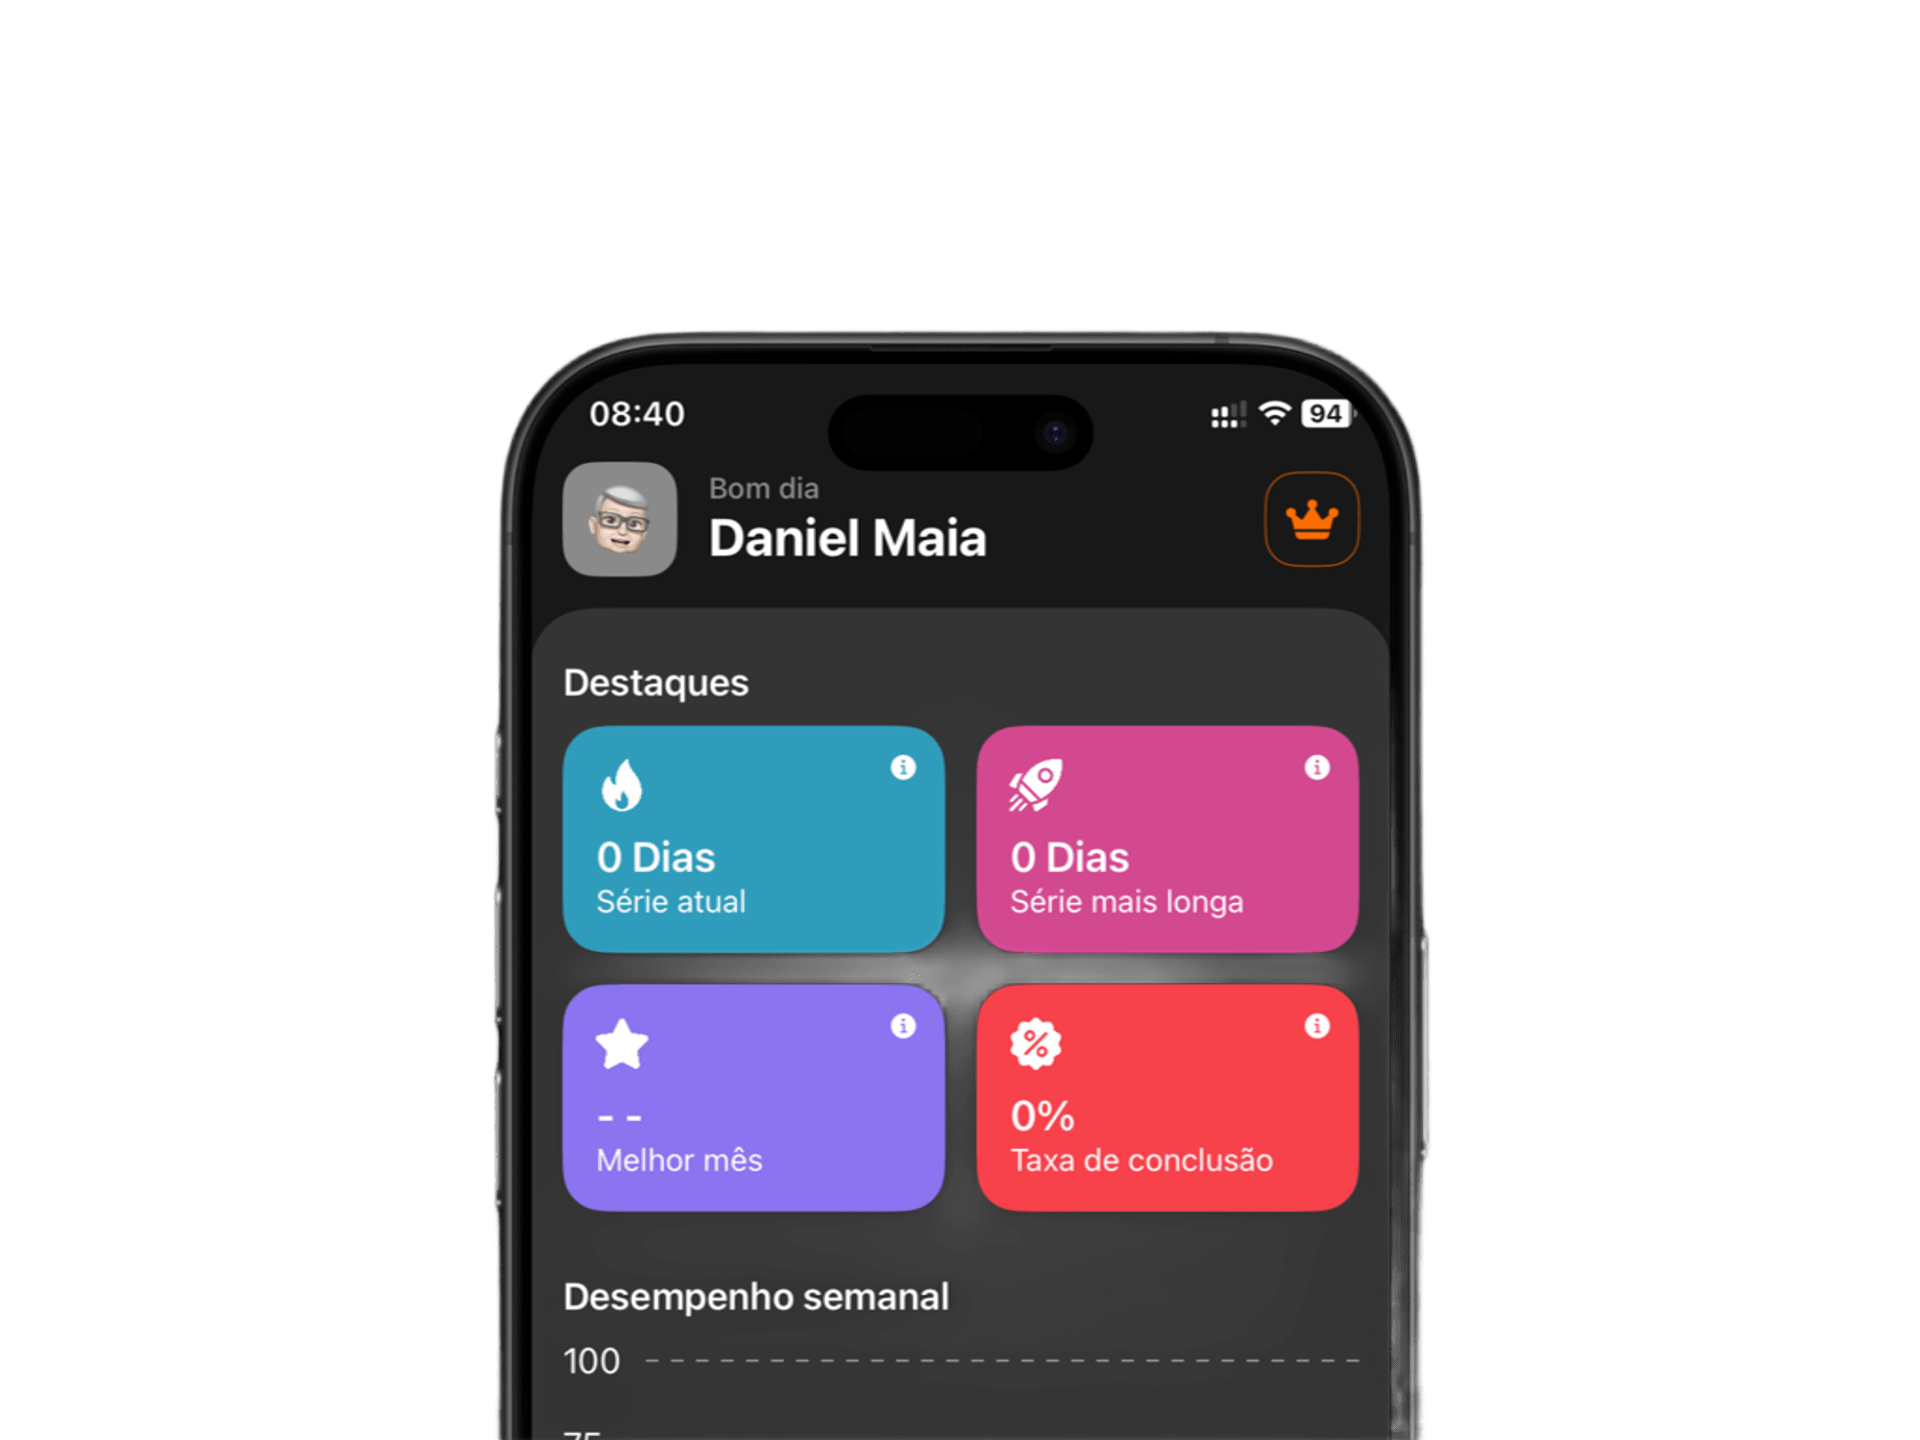 08:40
94
Bom dia
Daniel Maia
Destaques
0 Dias
Série atual
0 Dias
Série mais longa
- -
Melhor mês
0%
Taxa de conclusão
Desempenho semanal
100
75